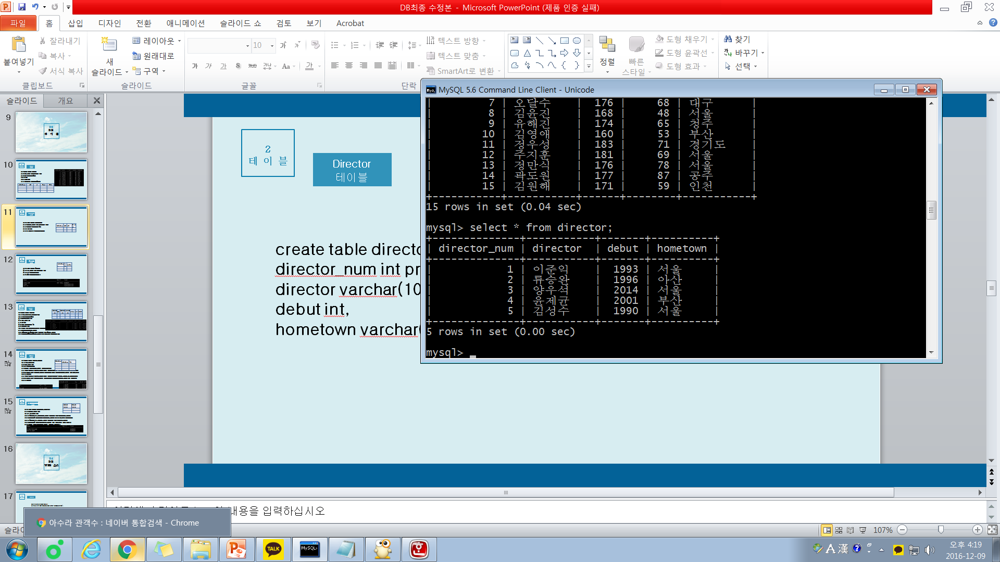 DB최종 수정본 - Microsoft PowerPoint (제품 인증 실패)
파일 홈 삽입 디자인 전환 애니메이션 슬라이드 쇼 검토 보기 Acrobat
붙여넣기
잘라내기
복사
서식 복사
클립보드
새
슬라이드
레이아웃
원래대로
구역
슬라이드
10
글꼴
텍스트 방향
텍스트 맞춤
SmartArt로 변환
단락
정렬
빠른
스타일
도형 채우기
도형 윤곽선
도형 효과
찾기
바꾸기
선택
슬라이드 개요
9
10
11
12
13
14
15
16
17
2
테 이 블
Director
테이블
create table directo
director_num int pr
director varchar(10
debut int,
hometown varchar(
MySQL 5.6 Command Line Client - Unicode
| 7 | 오달수 | 176 | 68 | 대구 |
| 8 | 김윤진 | 168 | 48 | 서울 |
| 9 | 유해진 | 174 | 65 | 청주 |
| 10 | 김영애 | 160 | 53 | 부산 |
| 11 | 정우성 | 183 | 71 | 경기도 |
| 12 | 주지훈 | 181 | 69 | 서울 |
| 13 | 정만식 | 176 | 78 | 서울 |
| 14 | 곽도원 | 177 | 87 | 공주 |
| 15 | 김원해 | 171 | 59 | 인천 |
+-----------+-----------+------+--------+-----------+
15 rows in set (0.04 sec)
mysql> select * from director;
+--------------+-----------+-------+----------+
| director_num | director | debut | hometown |
+--------------+-----------+-------+----------+
| 1 | 이준익 | 1993 | 서울 |
| 2 | 류승완 | 1996 | 아산 |
| 3 | 양우석 | 2014 | 서울 |
| 4 | 윤제균 | 2001 | 부산 |
| 5 | 김성수 | 1990 | 서울 |
+--------------+-----------+-------+----------+
5 rows in set (0.00 sec)
mysql>
내용을 입력하십시오
아수라 관객수 : 네이버 통합검색 - Chrome
107%
TALK
MySQL>
A 漢
오후 4:19
2016-12-09